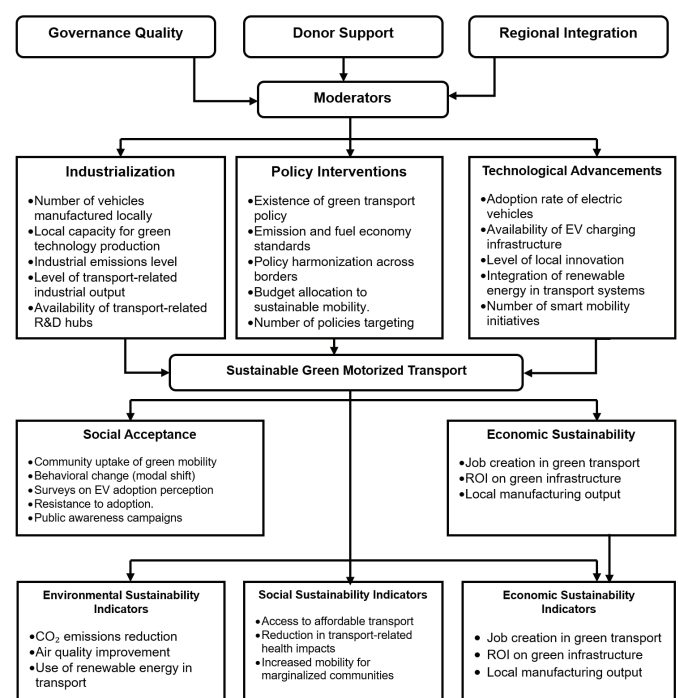 Governance Quality
Donor Support
Regional Integration
Moderators
Industrialization
•Number of vehicles
manufactured locally
•Local capacity for green
technology production
•Industrial emissions level
•Level of transport-related
industrial output
•Availability of transport-related
R&D hubs
Policy Interventions
•Existence of green transport
policy
•Emission and fuel economy
standards
•Policy harmonization across
borders
•Budget allocation to
sustainable mobility.
•Number of policies targeting
Technological Advancements
•Adoption rate of electric
vehicles
•Availability of EV charging
infrastructure
•Level of local innovation
•Integration of renewable
energy in transport systems
•Number of smart mobility
initiatives
Sustainable Green Motorized Transport
Social Acceptance
•Community uptake of green mobility
•Behavioral change (modal shift)
•Surveys on EV adoption perception
•Resistance to adoption.
•Public awareness campaigns
Economic Sustainability
•Job creation in green transport
•ROI on green infrastructure
•Local manufacturing output
Environmental Sustainability
Indicators
•CO₂ emissions reduction
•Air quality improvement
•Use of renewable energy in
transport
Social Sustainability Indicators
•Access to affordable transport
•Reduction in transport-related
health impacts
•Increased mobility for
marginalized communities
Economic Sustainability
Indicators
• Job creation in green transport
• ROI on green infrastructure
• Local manufacturing output